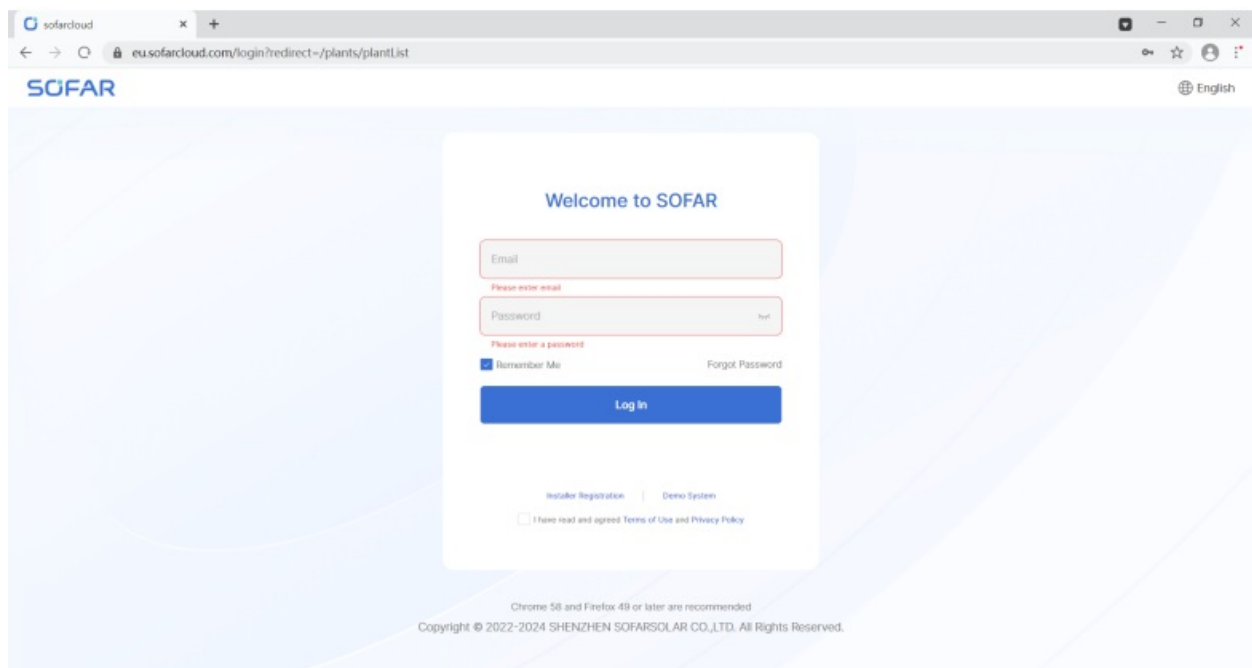 sofarcloud
eu.sofarcloud.com/login?redirect=/plants/plantList
SOFAR
English
Welcome to SOFAR
Email
Please enter email
Password
Please enter a password
Remember Me Forgot Password
Log In
Installer Registration | Demo System
I have read and agreed Terms of Use and Privacy Policy
Chrome 58 and Firefox 49 or later are recommended
Copyright © 2022-2024 SHENZHEN SOFARSOLAR CO.,LTD. All Rights Reserved.